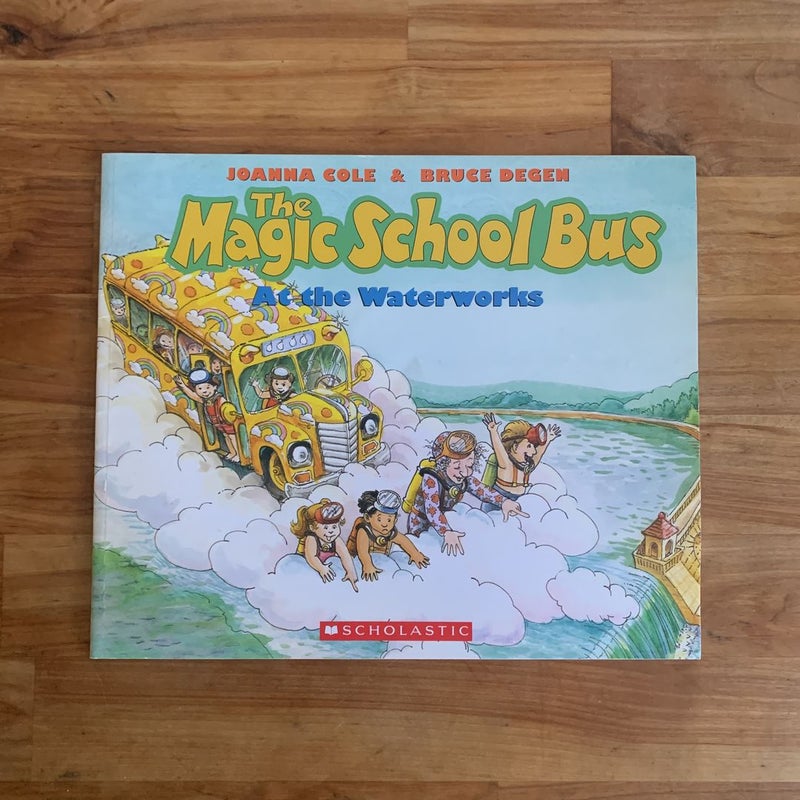 JOANNA COLE & BRUCE DEGEN
The
Magic School Bus
At the Waterworks
SCHOLASTIC